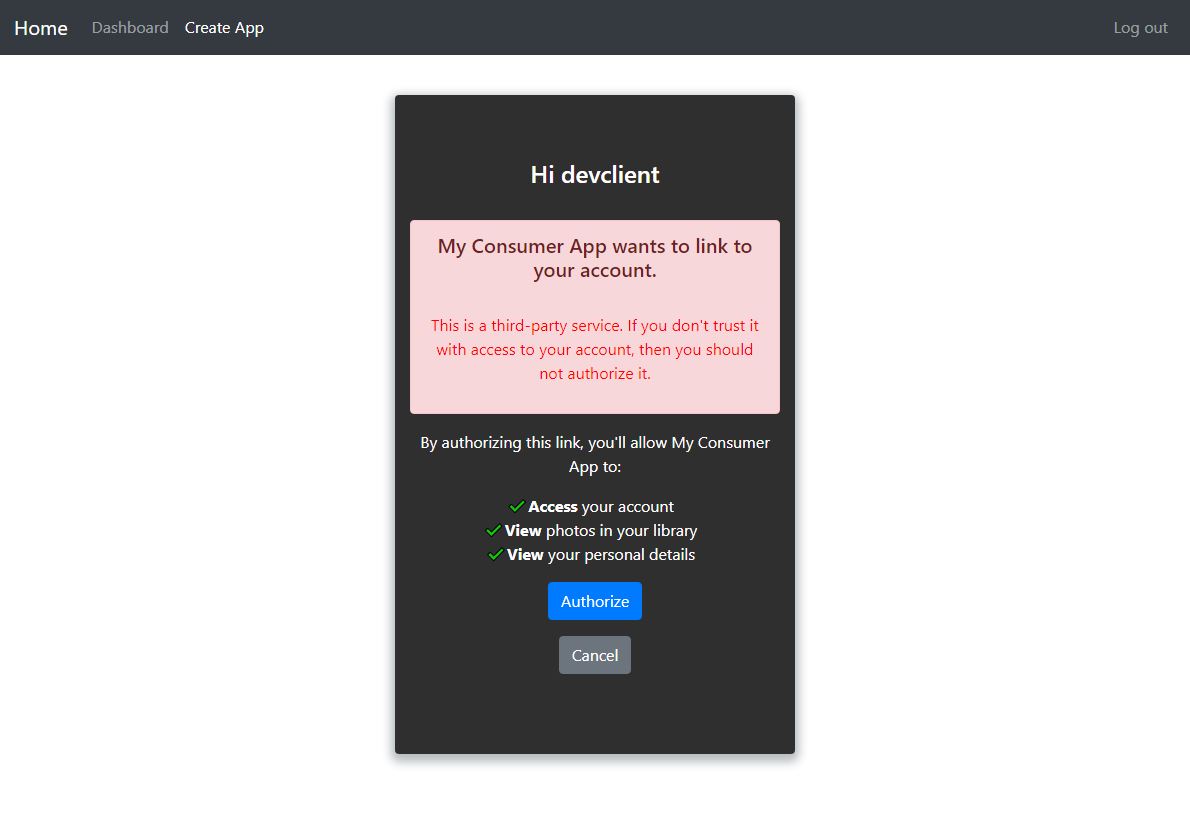 Home Dashboard Create App Log out
Hi devclient
My Consumer App wants to link to
your account.
This is a third-party service. If you don't trust it
with access to your account, then you should
not authorize it.
By authorizing this link, you'll allow My Consumer
App to:
Access your account
View photos in your library
View your personal details
Authorize
Cancel